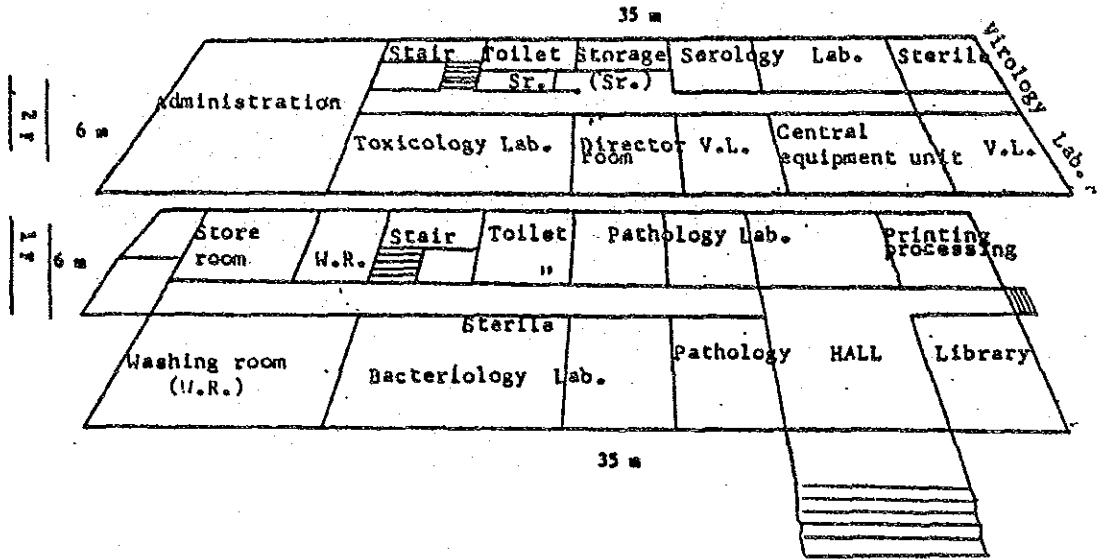 35 m
Stair Toilet Storage Serology Lab. Sterile Virology Lab.
Sr. (Sr.)
Administration
2 F
6 m
Toxicology Lab. Director room V.L. Central equipment unit V.L.
Store room
W.R.
Stair Toilet Pathology Lab. Printing processing
"
1 F
6 m
Sterila
Washing room (W.R.)
Bacteriology Lab.
Pathology HALL Library
35 m